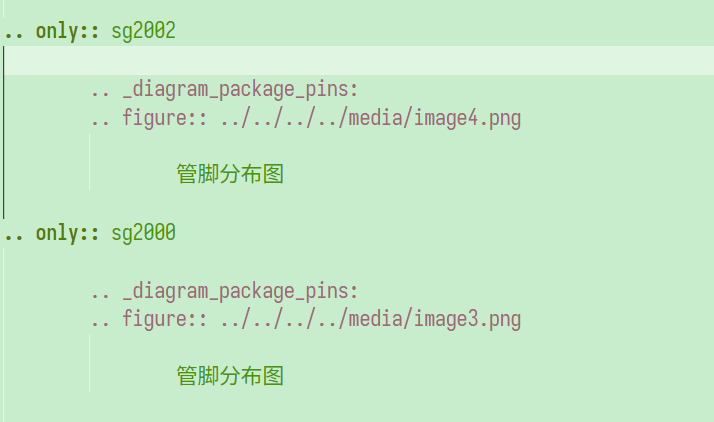 .. only:: sg2002
.. _diagram_package_pins:
.. figure:: ../../../../media/image4.png
管脚分布图
.. only:: sg2000
.. _diagram_package_pins:
.. figure:: ../../../../media/image3.png
管脚分布图